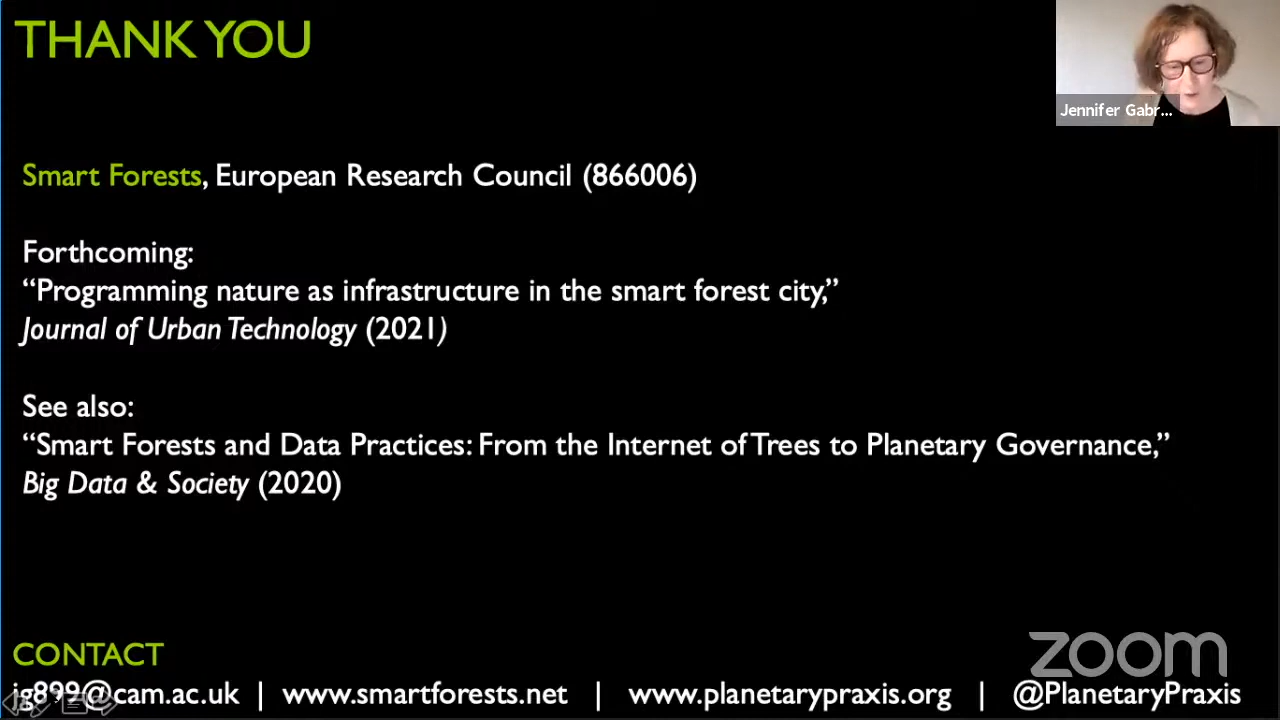 THANK YOU
Jennifer Gabr...
Smart Forests, European Research Council (866006)
Forthcoming:
“Programming nature as infrastructure in the smart forest city,”
Journal of Urban Technology (2021)
See also:
“Smart Forests and Data Practices: From the Internet of Trees to Planetary Governance,”
Big Data & Society (2020)
CONTACT
zoom
jg899@cam.ac.uk | www.smartforests.net | www.planetarypraxis.org | @PlanetaryPraxis